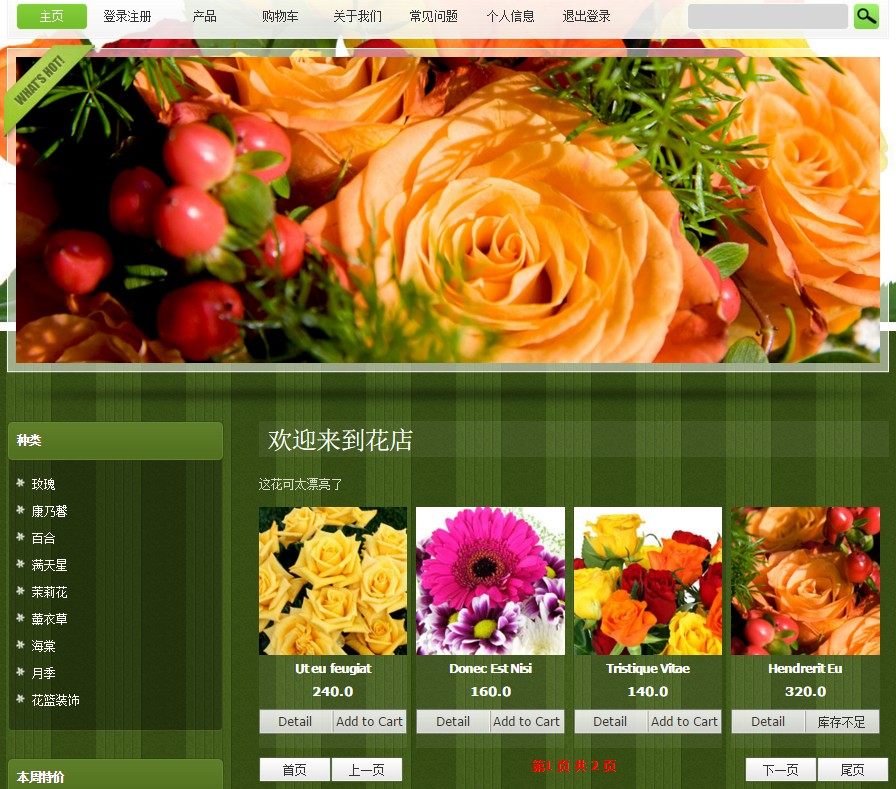 主页 登录注册 产品 购物车 关于我们 常见问题 个人信息 退出登录
WHAT'S HOT!
种类
玫瑰
康乃馨
百合
满天星
茉莉花
薰衣草
海棠
月季
花篮装饰
本周特价
欢迎来到花店
这花可太漂亮了
Ut eu feugiat Donec Est Nisi Tristique Vitae Hendrerit Eu
240.0 160.0 140.0 320.0
Detail Add to Cart Detail Add to Cart Detail Add to Cart Detail 库存不足
首页 上一页 第1 页 共 2 页 下一页 尾页